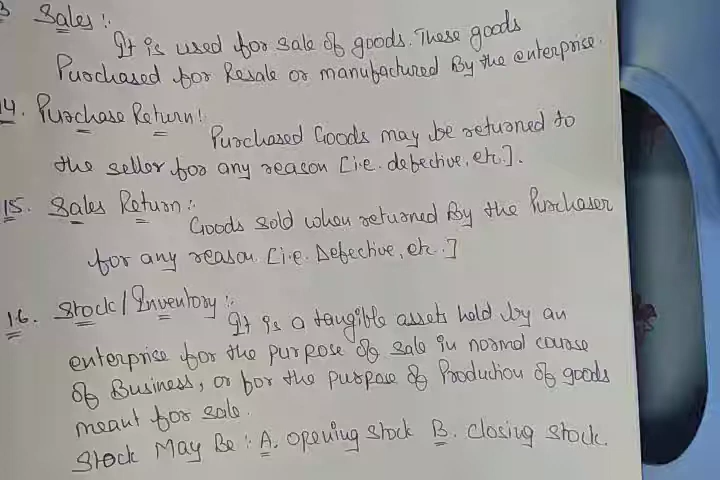 3 Sales :.
It is used for sale of goods. These goods
Purchased for Resale or manufactured By the enterprise.
14. Purchase Return :
Purchased Goods may be returned to
the seller for any reason [i.e. defective, etc.].
15. Sales Return :.
Goods sold when returned by the Purchaser
for any reason. [i.e. Defective, etc.]
16. Stock / Inventory :.
It is a tangible assets held by an
enterprise for the purpose of sale in normal course
of Business, or for the purpose of Production of goods
meant for sale.
Stock May Be : A. opening stock B. closing stock.